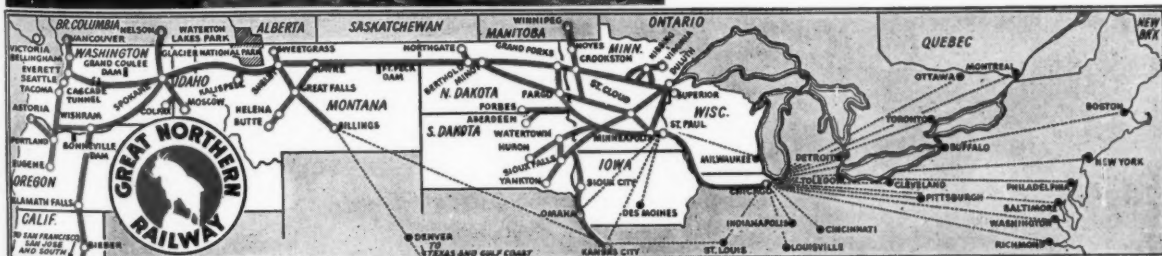 BR. COLUMBIA
VANCOUVER
NELSON
WATERTON
LAKES PARK
ALBERTA
SASKATCHEWAN
WINNIPEG
MANITOBA
ONTARIO
QUEBEC
NEW
BRX.
VICTORIA
BELLINGHAM
WASHINGTON
GRAND COULEE
DAM
GLACIER NATIONAL PARK
SWEETGRASS
NORTHGATE
GRAND FORKS
NOYES
CROOKSTON
MINN.
HIBBING
VIRGINIA
DULUTH
EVERETT
SEATTLE
TACOMA
CASCADE
TUNNEL
SPOKANE
IDAHO
KALISPELL
SHELBY
HAVRE
FT. PECK
DAM
BERTHOLD
MINOT
SUPERIOR
OTTAWA
MONTREAL
ASTORIA
WISHRAM
COLFAX
MOSCOW
HELENA
BUTTE
GREAT FALLS
MONTANA
BILLINGS
N. DAKOTA
FARGO
ST. CLOUD
FORBES
ABERDEEN
S. DAKOTA
WATERTOWN
HURON
SIOUX FALLS
YANKTON
MINNEAPOLIS
ST. PAUL
WISC.
MILWAUKEE
TORONTO
BUFFALO
BOSTON
PORTLAND
BONNEVILLE
DAM
EUGENE
OREGON
KLAMATH FALLS
CALIF.
TO SAN FRANCISCO,
SAN JOSE
AND SOUTH
BIEBER
GREAT NORTHERN
RAILWAY
IOWA
SIOUX CITY
OMAHA
DES MOINES
KANSAS CITY
DENVER
TO
TEXAS AND GULF COAST
CHICAGO
DETROIT
TOLEDO
CLEVELAND
PITTSBURGH
NEW YORK
PHILADELPHIA
BALTIMORE
WASHINGTON
RICHMOND
INDIANAPOLIS
CINCINNATI
ST. LOUIS
LOUISVILLE